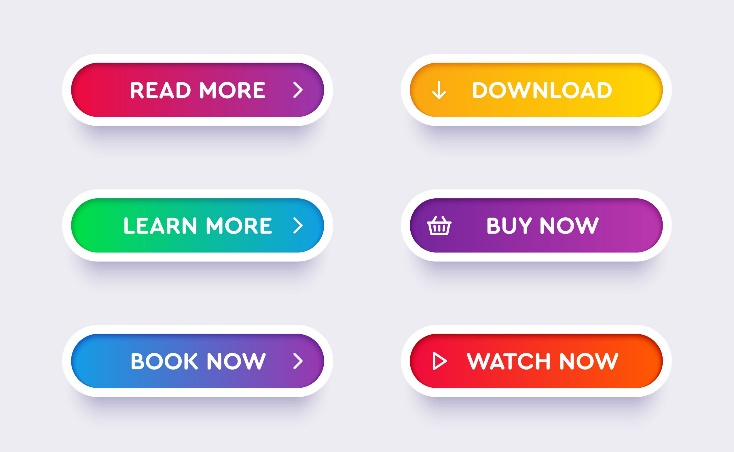 READ MORE
DOWNLOAD
LEARN MORE
BUY NOW
BOOK NOW
WATCH NOW